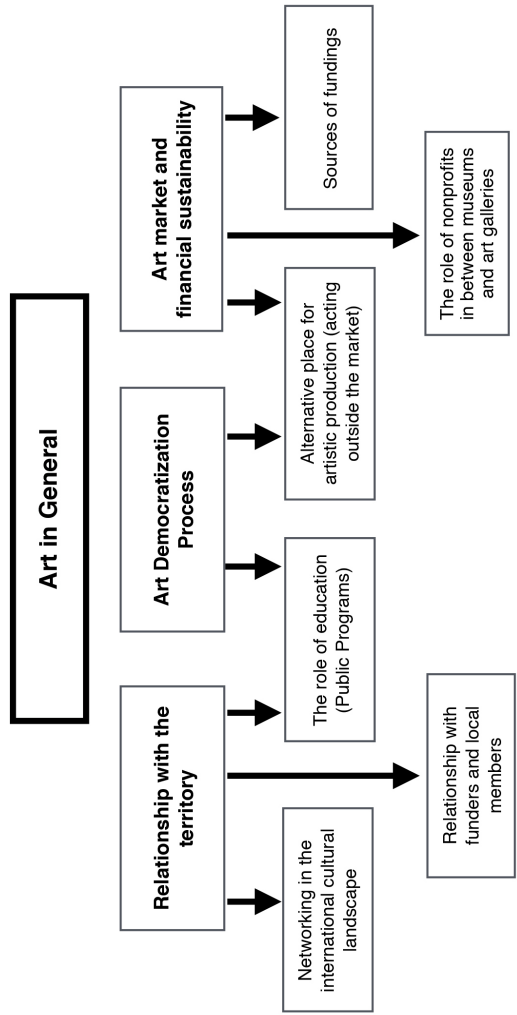 Art in General
Relationship with the
territory
Art Democratization
Process
Art market and
financial sustainability
Networking in the
international cultural
landscape
The role of education
(Public Programs)
Alternative place for
artistic production (acting
outside the market)
Sources of fundings
Relationship with
funders and local
members
The role of nonprofits
in between museums
and art galleries